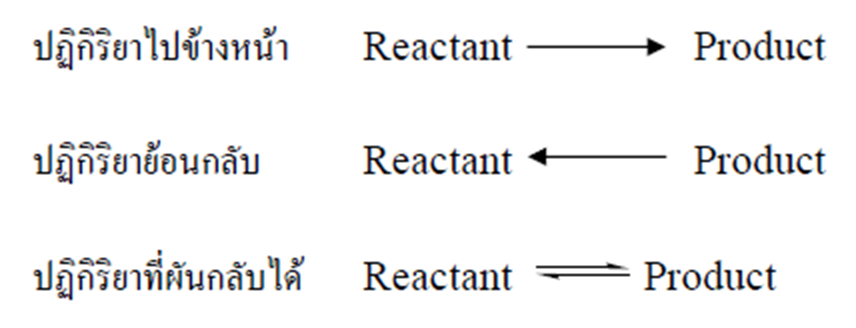 ปฏิกิริยาไปข้างหน้า Reactant ⟶ Product
ปฏิกิริยาย้อนกลับ Reactant ⟵ Product
ปฏิกิริยาที่ผันกลับได้ Reactant ⇌ Product